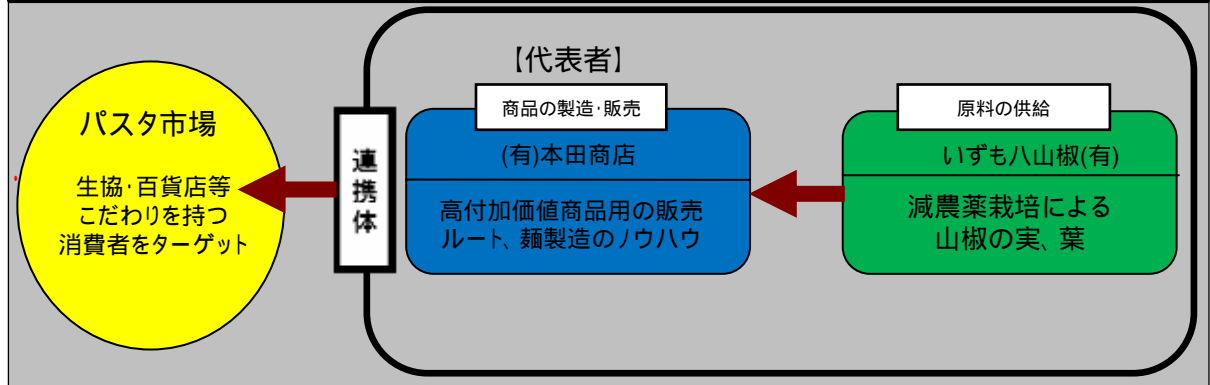 パスタ市場
生協･百貨店等
こだわりを持つ
消費者をターゲット
連携体
【代表者】
商品の製造･販売
(有)本田商店
高付加価値商品用の販売
ルート、麺製造のノウハウ
原料の供給
いずも八山椒(有)
減農薬栽培による
山椒の実、葉